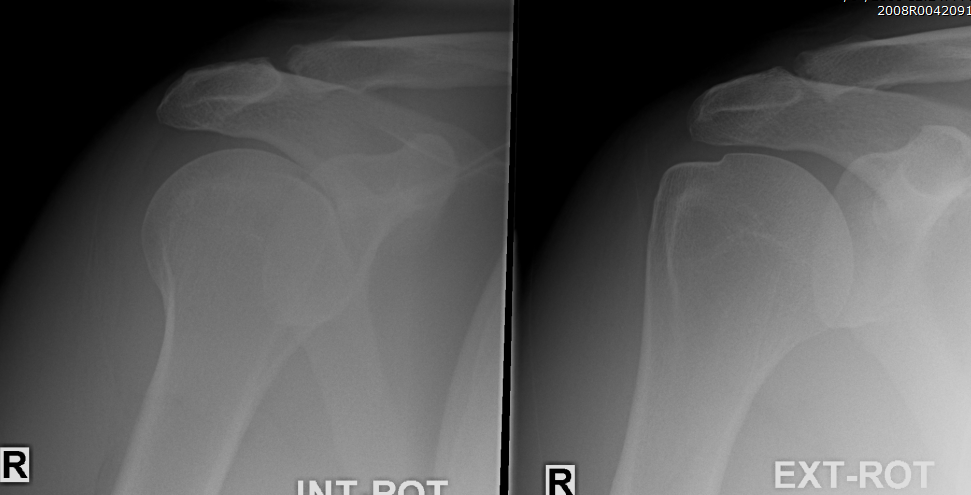 2008R0042091
R
INT-ROT
R
EXT-ROT